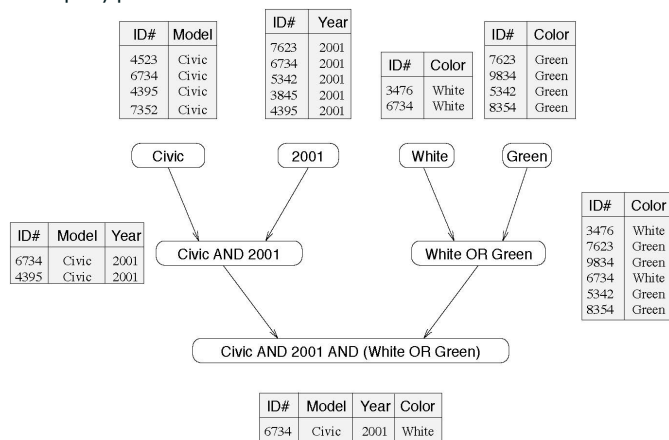 ID# Model
4523 Civic
6734 Civic
4395 Civic
7352 Civic
ID# Year
7623 2001
6734 2001
5342 2001
3845 2001
4395 2001
ID# Color
3476 White
6734 White
ID# Color
7623 Green
9834 Green
5342 Green
8354 Green
Civic
2001
White
Green
ID# Model Year
6734 Civic 2001
4395 Civic 2001
Civic AND 2001
White OR Green
ID# Color
3476 White
7623 Green
9834 Green
6734 White
5342 Green
8354 Green
Civic AND 2001 AND (White OR Green)
ID# Model Year Color
6734 Civic 2001 White